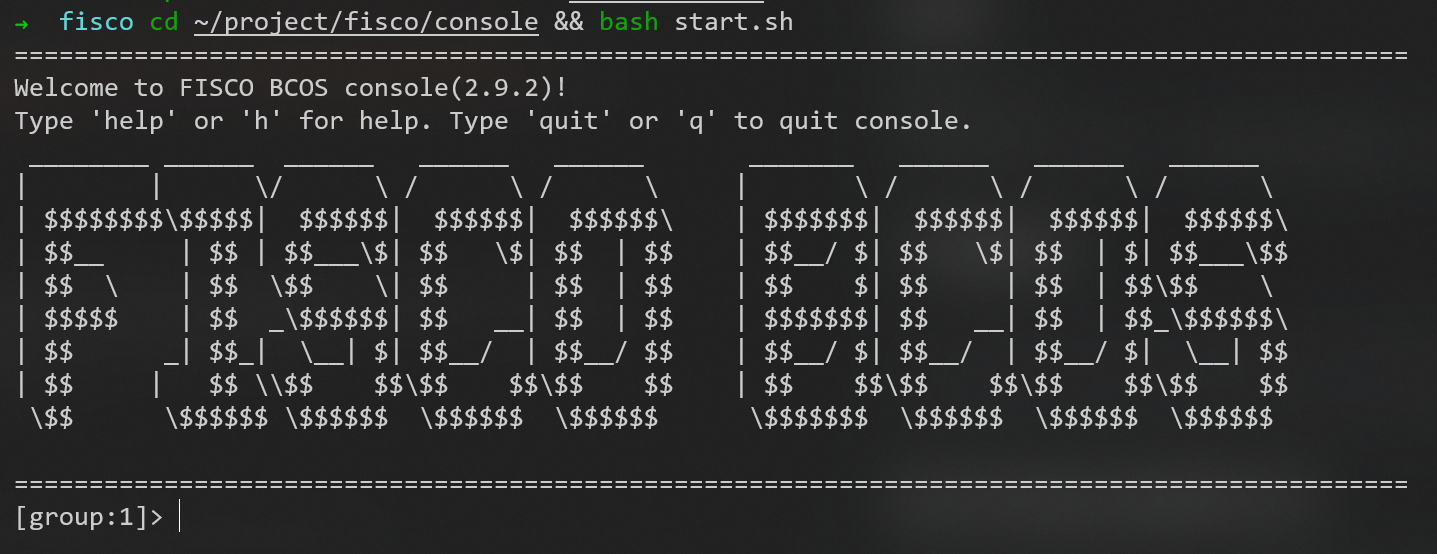 →  fisco cd ~/project/fisco/console && bash start.sh
=============================================================================================
Welcome to FISCO BCOS console(2.9.2)!
Type 'help' or 'h' for help. Type 'quit' or 'q' to quit console.
 ________ ______  ______   ______   ______       _______   ______   ______   ______
|        |      \/      \ /      \ /      \     |       \ /      \ /      \ /      \
| $$$$$$$$\$$$$$|  $$$$$$|  $$$$$$|  $$$$$$\    | $$$$$$$|  $$$$$$|  $$$$$$|  $$$$$$\
| $$__     | $$ | $$___\$| $$   \$| $$  | $$    | $$__/ $| $$   \$| $$  | $| $$___\$$
| $$  \    | $$  \$$    \| $$     | $$  | $$    | $$    $| $$     | $$  | $$\$$    \
| $$$$$    | $$  _\$$$$$$| $$   __| $$  | $$    | $$$$$$$| $$   __| $$  | $$_\$$$$$$\
| $$      _| $$_|  \__| $| $$__/  | $$__/ $$    | $$__/ $| $$__/  | $$__/ $|  \__| $$
| $$     |   $$ \\$$    $$\$$    $$\$$    $$    | $$    $$\$$    $$\$$    $$\$$    $$
 \$$      \$$$$$$ \$$$$$$  \$$$$$$  \$$$$$$      \$$$$$$$  \$$$$$$  \$$$$$$  \$$$$$$
=============================================================================================
[group:1]>